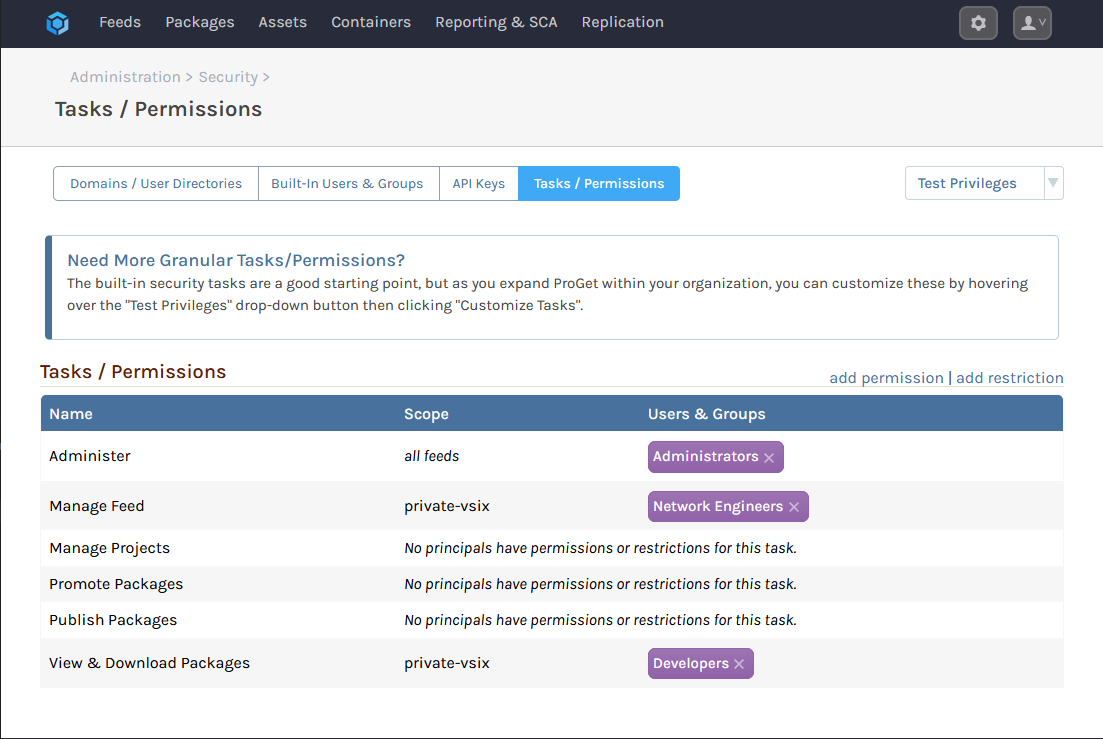 Feeds Packages Assets Containers Reporting & SCA Replication
Administration > Security >
Tasks / Permissions
Domains / User Directories Built-In Users & Groups API Keys Tasks / Permissions Test Privileges
Need More Granular Tasks/Permissions?
The built-in security tasks are a good starting point, but as you expand ProGet within your organization, you can customize these by hovering
over the "Test Privileges" drop-down button then clicking "Customize Tasks".
Tasks / Permissions
add permission | add restriction
Name Scope Users & Groups
Administer all feeds Administrators ×
Manage Feed private-vsix Network Engineers ×
Manage Projects No principals have permissions or restrictions for this task.
Promote Packages No principals have permissions or restrictions for this task.
Publish Packages No principals have permissions or restrictions for this task.
View & Download Packages private-vsix Developers ×